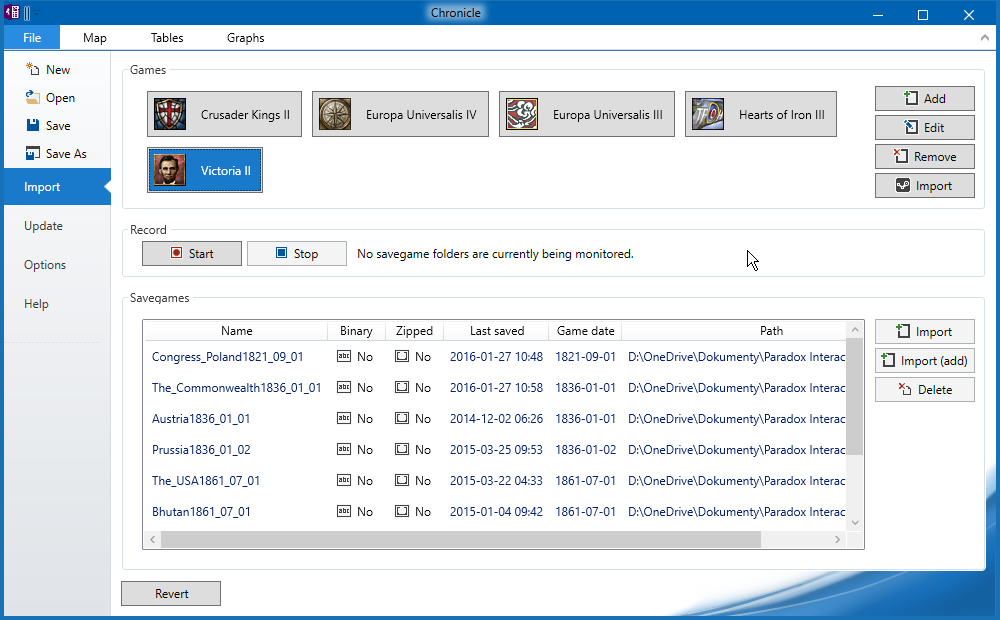 Chronicle
File Map Tables Graphs
New
Open
Save
Save As
Import
Update
Options
Help
Games
Crusader Kings II Europa Universalis IV Europa Universalis III Hearts of Iron III
Victoria II
Add
Edit
Remove
Import
Record
Start Stop No savegame folders are currently being monitored.
Savegames
Name Binary Zipped Last saved Game date Path
Congress_Poland1821_09_01 abc No No 2016-01-27 10:48 1821-09-01 D:\OneDrive\Dokumenty\Paradox Interac
The_Commonwealth1836_01_01 abc No No 2016-01-27 10:58 1836-01-01 D:\OneDrive\Dokumenty\Paradox Interac
Austria1836_01_01 abc No No 2014-12-02 06:26 1836-01-01 D:\OneDrive\Dokumenty\Paradox Interac
Prussia1836_01_02 abc No No 2015-03-25 09:53 1836-01-02 D:\OneDrive\Dokumenty\Paradox Interac
The_USA1861_07_01 abc No No 2015-03-22 04:33 1861-07-01 D:\OneDrive\Dokumenty\Paradox Interac
Bhutan1861_07_01 abc No No 2015-01-04 09:42 1861-07-01 D:\OneDrive\Dokumenty\Paradox Interac
Import
Import (add)
Delete
Revert